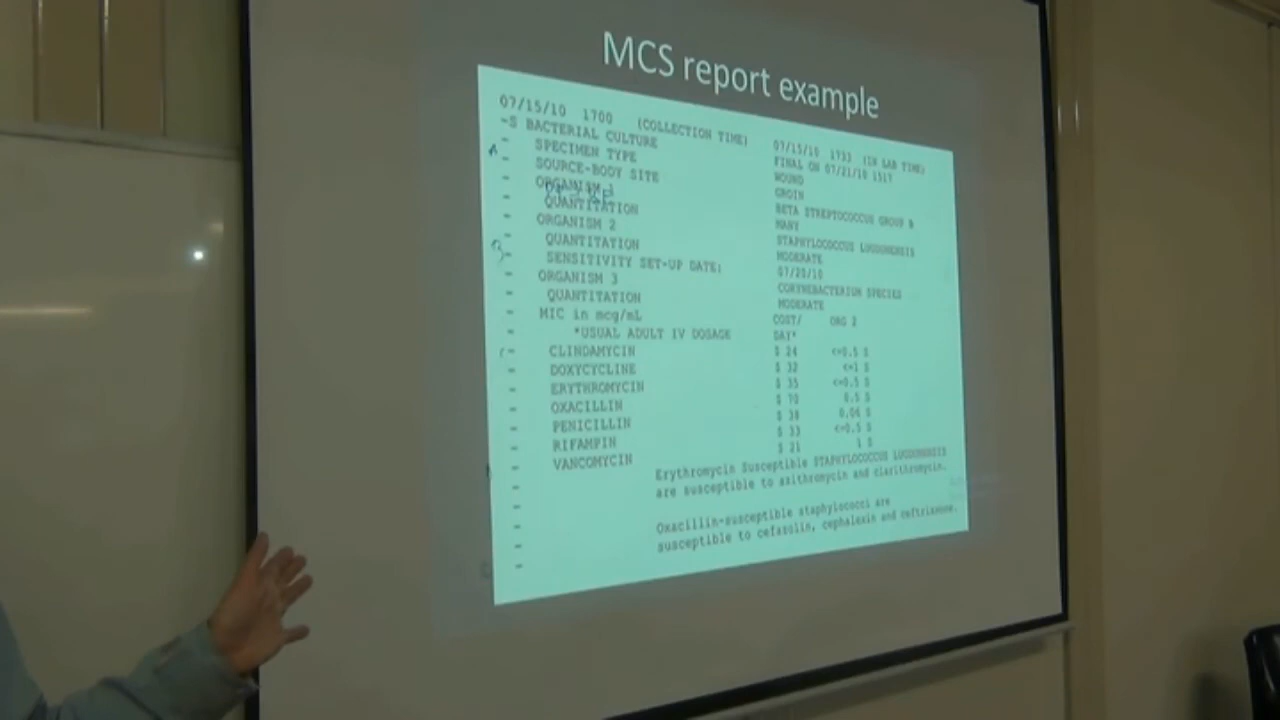 MCS report example
07/15/10 1700 (COLLECTION TIME) 07/15/10 1753 (IN LAB TIME)
~S BACTERIAL CULTURE FINAL ON 07/21/10 1517
- SPECIMEN TYPE WOUND
- SOURCE-BODY SITE GROIN
- ORGANISM 1 BETA STREPTOCOCCUS GROUP B
- QUANTITATION MANY
- ORGANISM 2 STAPHYLOCOCCUS LUGDUNENSIS
- QUANTITATION MODERATE
- SENSITIVITY SET-UP DATE: 07/20/10
- ORGANISM 3 CORYNEBACTERIUM SPECIES
- QUANTITATION MODERATE
- MIC in mcg/mL COST/ ORG 2
- *USUAL ADULT IV DOSAGE DAY*
- CLINDAMYCIN $ 24 <=0.5 S
- DOXYCYCLINE $ 32 <=1 S
- ERYTHROMYCIN $ 35 <=0.5 S
- OXACILLIN $ 70 0.5 S
- PENICILLIN $ 38 0.06 S
- RIFAMPIN $ 33 <=0.5 S
- VANCOMYCIN $ 21 1 S
- Erythromycin Susceptible STAPHYLOCOCCUS LUGDUNENSIS
- are susceptible to azithromycin and clarithromycin.
-
- Oxacillin-susceptible staphylococci are
- susceptible to cefazolin, cephalexin and ceftriaxone.